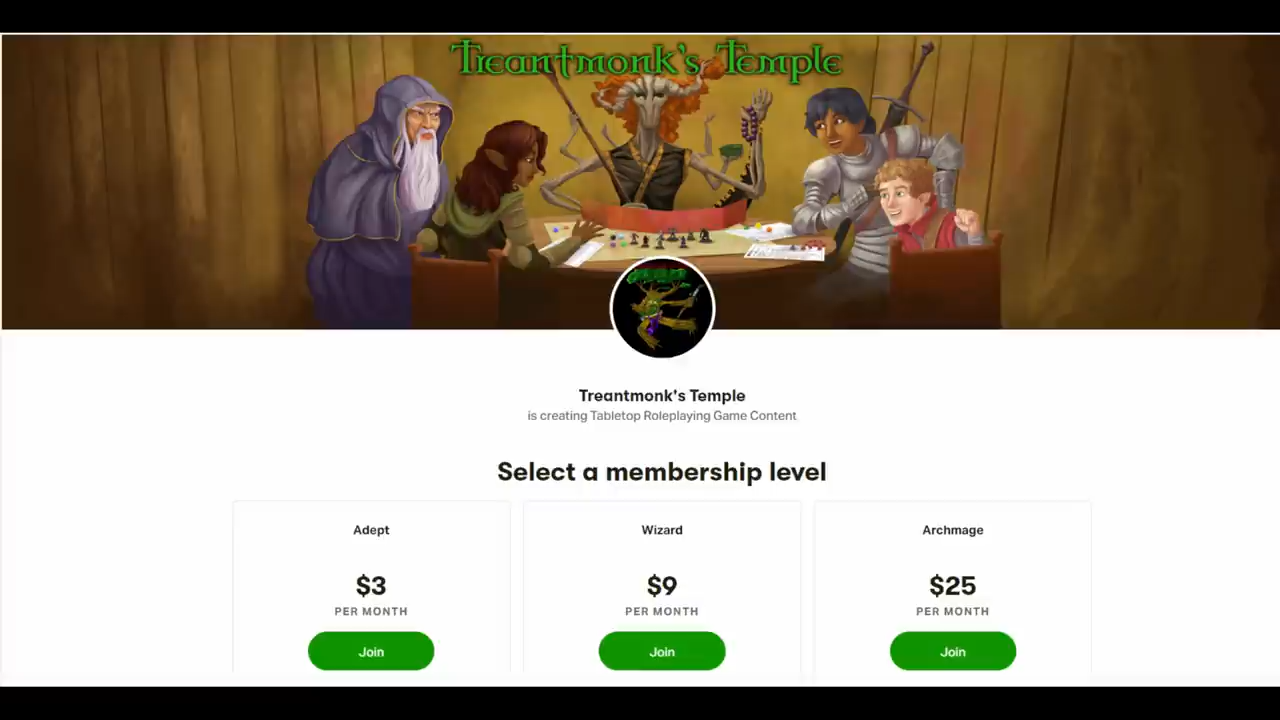 Treantmonk's Temple
Treantmonk's Temple
is creating Tabletop Roleplaying Game Content
Select a membership level
Adept
Wizard
Archmage
$3
$9
$25
PER MONTH
PER MONTH
PER MONTH
Join
Join
Join